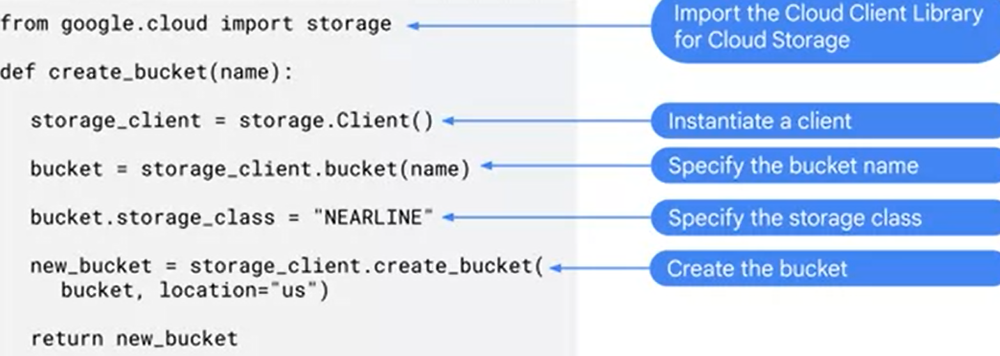 from google.cloud import storage
Import the Cloud Client Library
for Cloud Storage
def create_bucket(name):
storage_client = storage.Client()
Instantiate a client
bucket = storage_client.bucket(name)
Specify the bucket name
bucket.storage_class = "NEARLINE"
Specify the storage class
new_bucket = storage_client.create_bucket(
Create the bucket
bucket, location="us")
return new_bucket